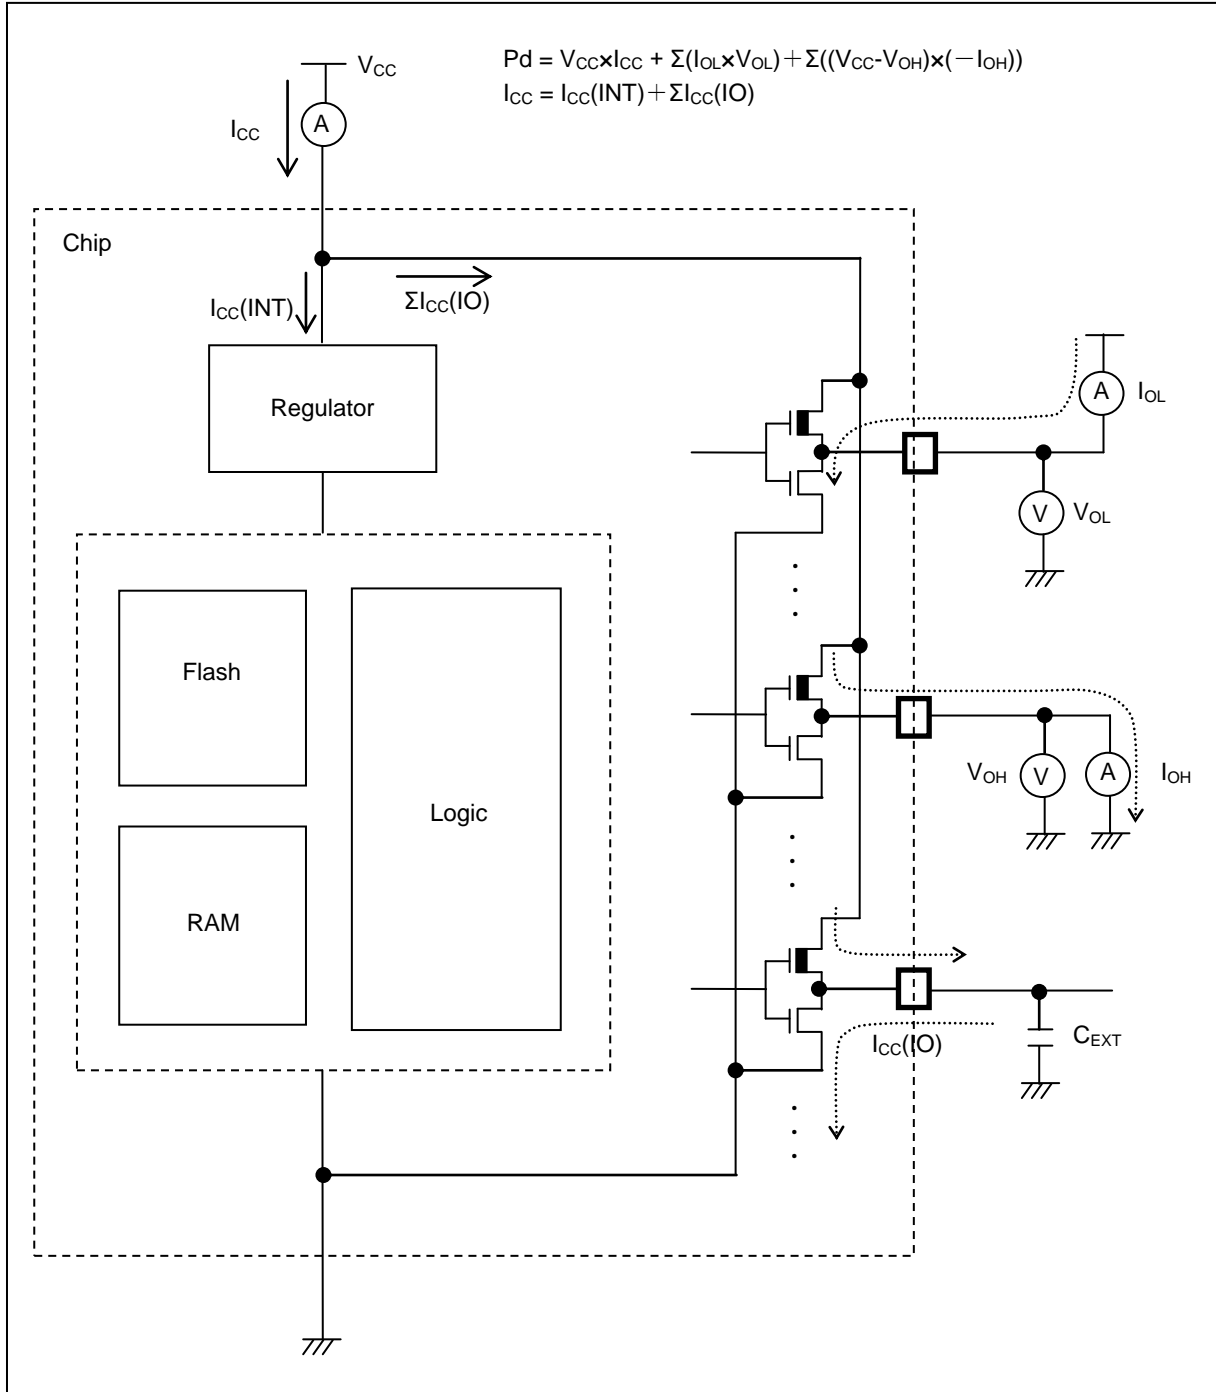 Pd = VCC×ICC + Σ(IOL×VOL)+Σ((VCC-VOH)×(-IOH))
ICC = ICC(INT)+ΣICC(IO)
VCC
A
ICC
Chip
ICC(INT)
ΣICC(IO)
Regulator
A
IOL
V
VOL
Flash
Logic
RAM
VOH
V
A
IOH
ICC(IO)
CEXT